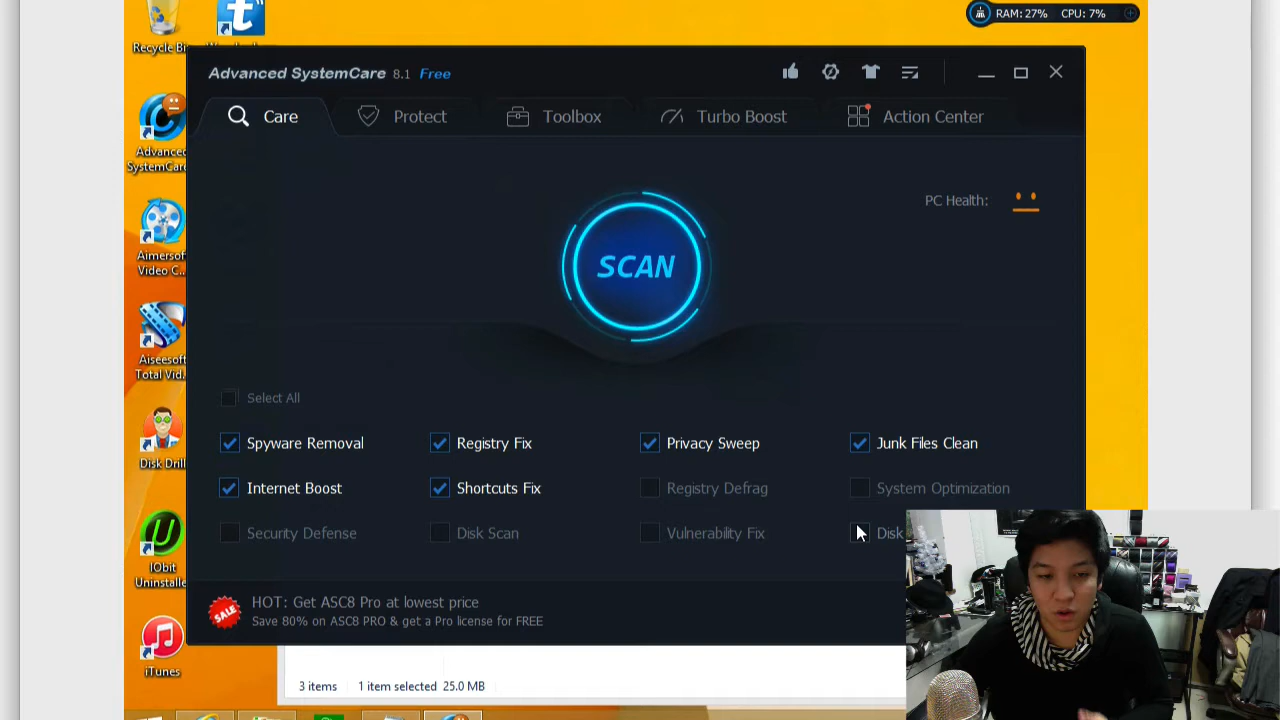 RAM: 27% CPU: 7%
Recycle
Advanced SystemCare 8.1 Free
Care Protect Toolbox Turbo Boost Action Center
Advanced
SystemCare
PC Health:
SCAN
Aimersoft
Video C...
Aiseesoft
Total Vid...
Select All
Spyware Removal Registry Fix Privacy Sweep Junk Files Clean
Disk Drill
Internet Boost Shortcuts Fix Registry Defrag System Optimization
Security Defense Disk Scan Vulnerability Fix Disk
IObit
Uninstalle
HOT: Get ASC8 Pro at lowest price
SALE
Save 80% on ASC8 PRO & get a Pro license for FREE
iTunes
3 items 1 item selected 25.0 MB